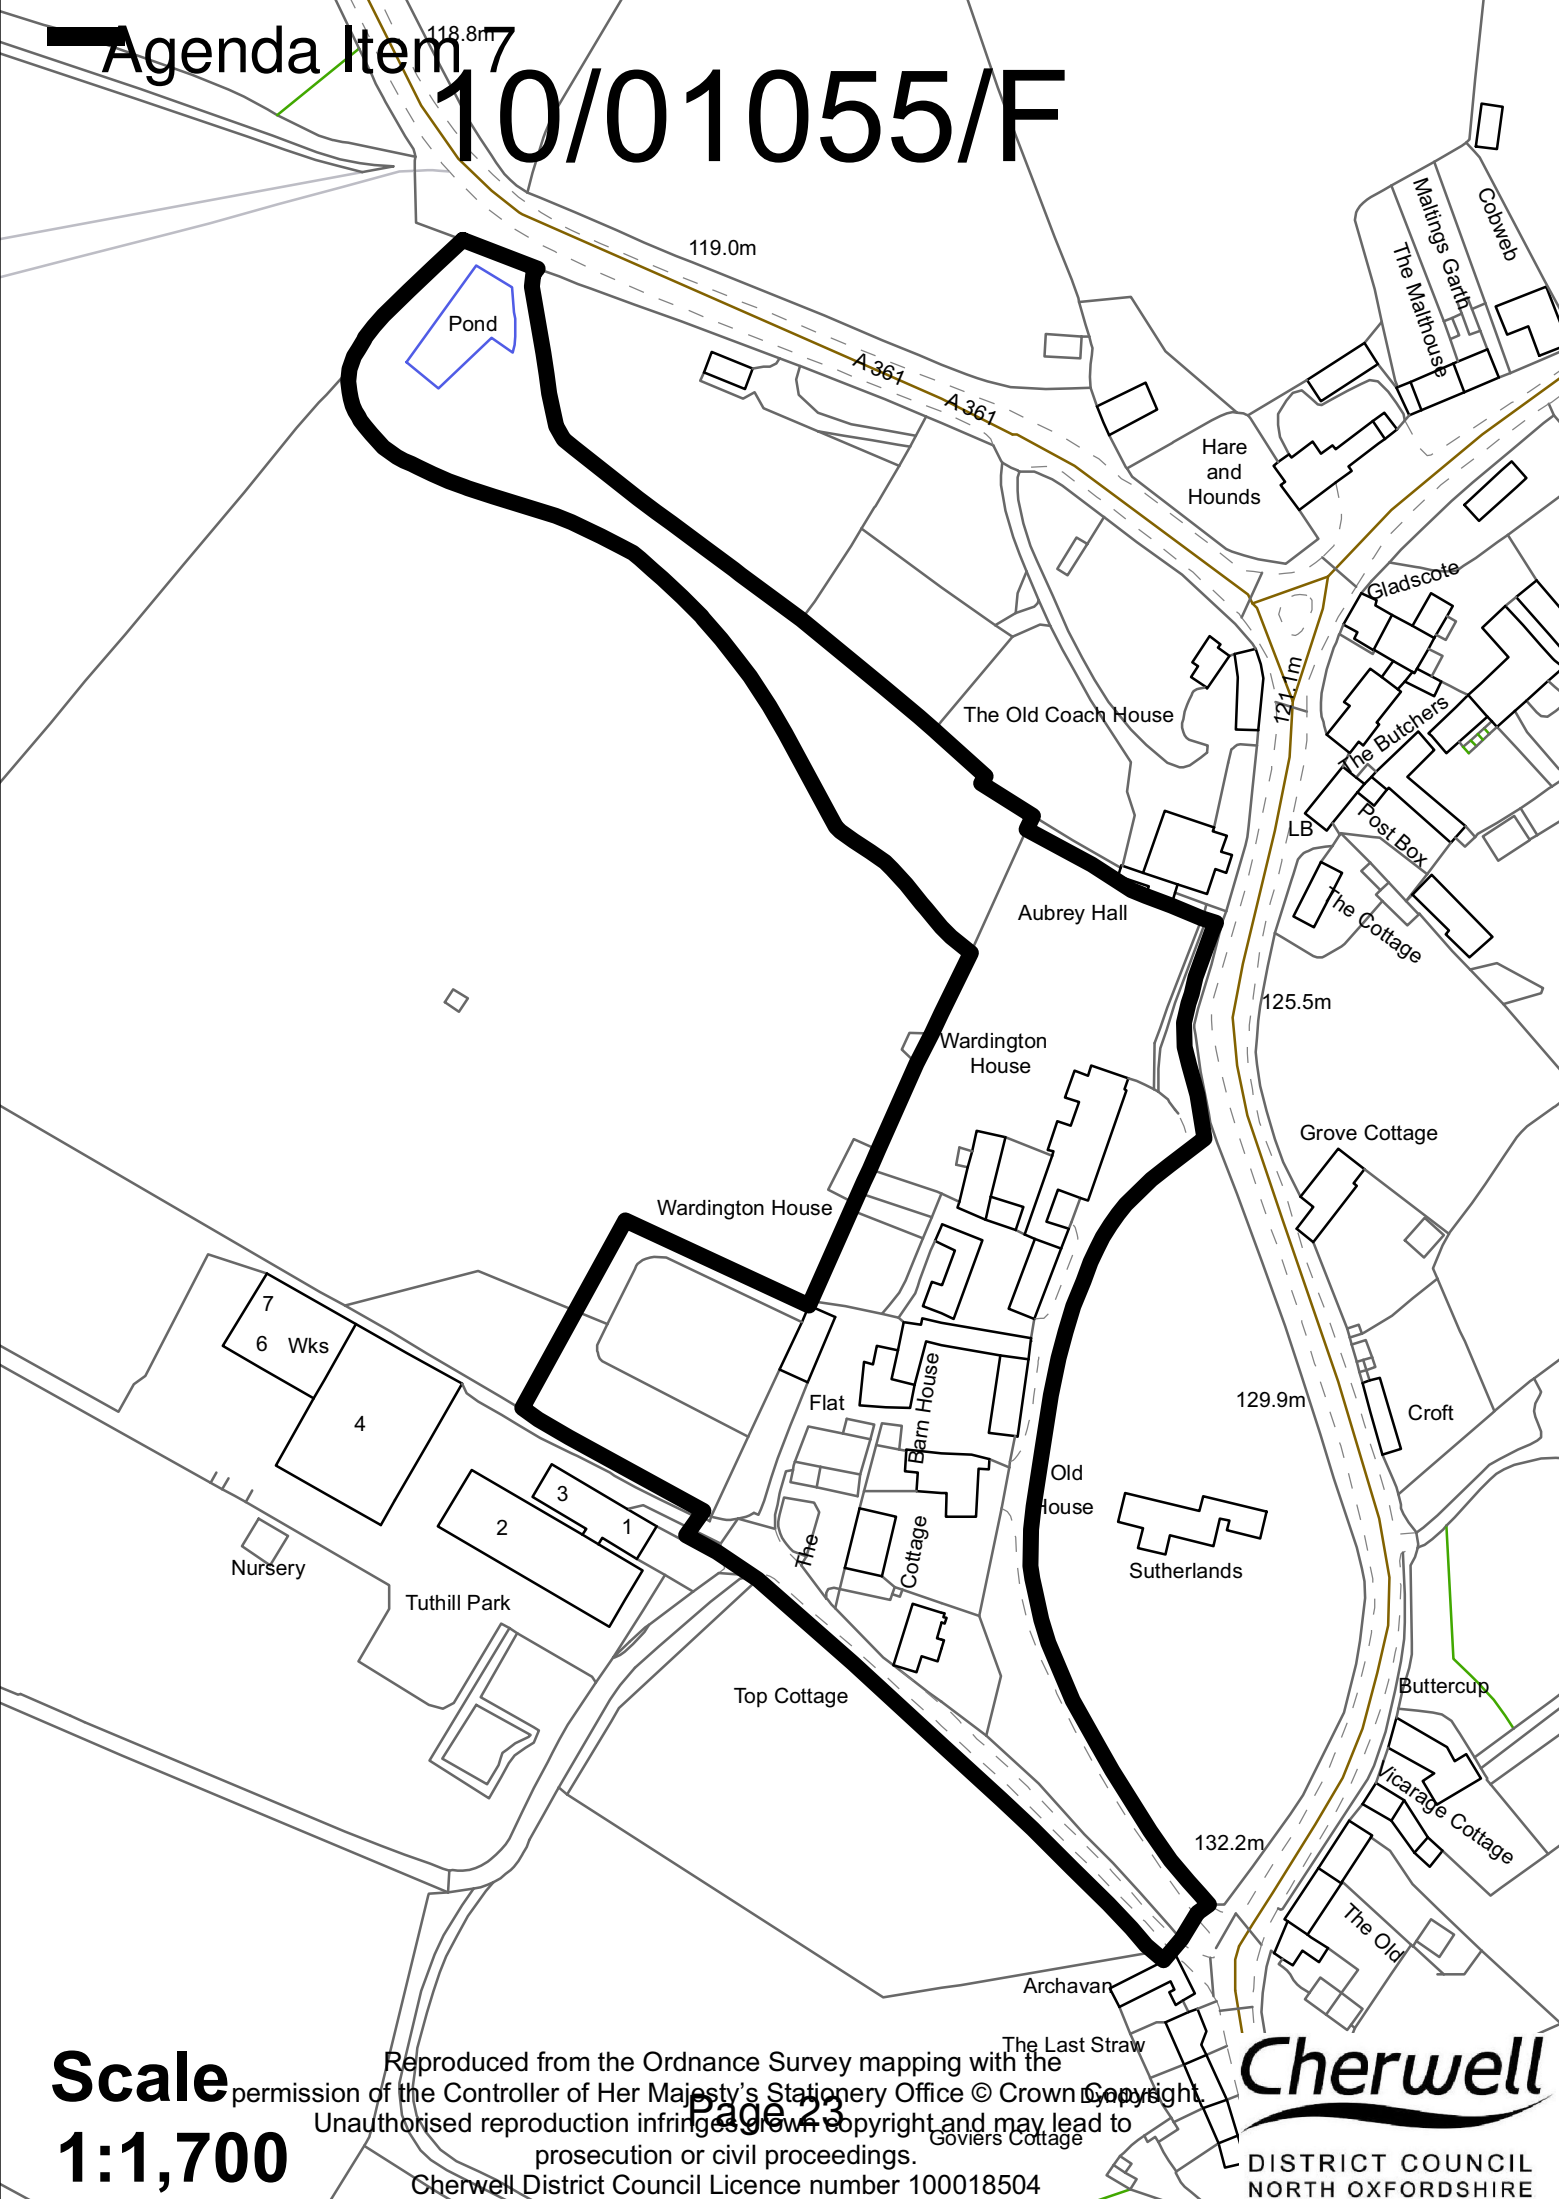 Agenda Item 7
118.8m
10/01055/F
119.0m
Pond
A 361
A 361
Cobweb
Maltings Garth
The Malthouse
Hare
and
Hounds
Gladscote
121.1m
The Old Coach House
The Butchers
LB
Post Box
The Cottage
Aubrey Hall
125.5m
Wardington
House
Grove Cottage
Wardington House
7
6
Wks
4
3
2
1
Nursery
Tuthill Park
Flat
Barn House
The
Cottage
Old
House
129.9m
Croft
Sutherlands
Top Cottage
Buttercup
Vicarage Cottage
132.2m
The Old
Archavan
The Last Straw
Goviers Cottage
Scale
1:1,700
Reproduced from the Ordnance Survey mapping with the
permission of the Controller of Her Majesty's Stationery Office © Crown Copyright.
Unauthorised reproduction infringes crown copyright and may lead to
prosecution or civil proceedings.
Cherwell District Council Licence number 100018504
Page 23
Cherwell
DISTRICT COUNCIL
NORTH OXFORDSHIRE